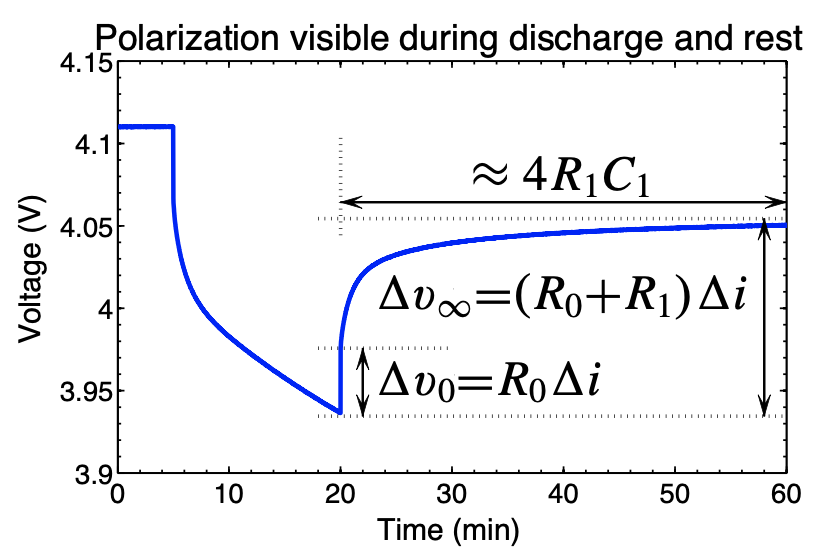 Polarization visible during discharge and rest
4.15
4.1
4.05
4
3.95
3.9
Voltage (V)
≈ 4R₁C₁
Δv∞=(R₀+R₁)Δi
Δv₀=R₀Δi
0 10 20 30 40 50 60
Time (min)